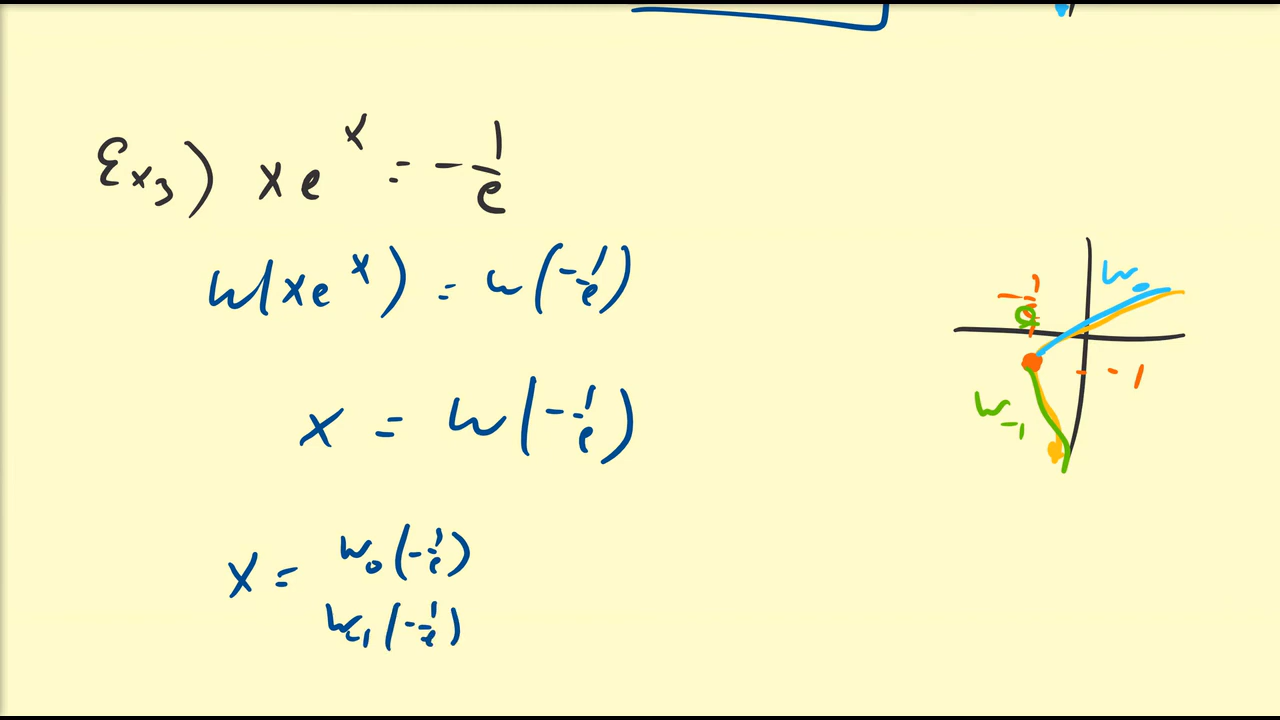 Ex3) xe^x = -1/e
W(xe^x) = W(-1/e)
x = W(-1/e)
x = W₀(-1/e)
W₋₁(-1/e)
-1/e
W₀
-1
W₋₁